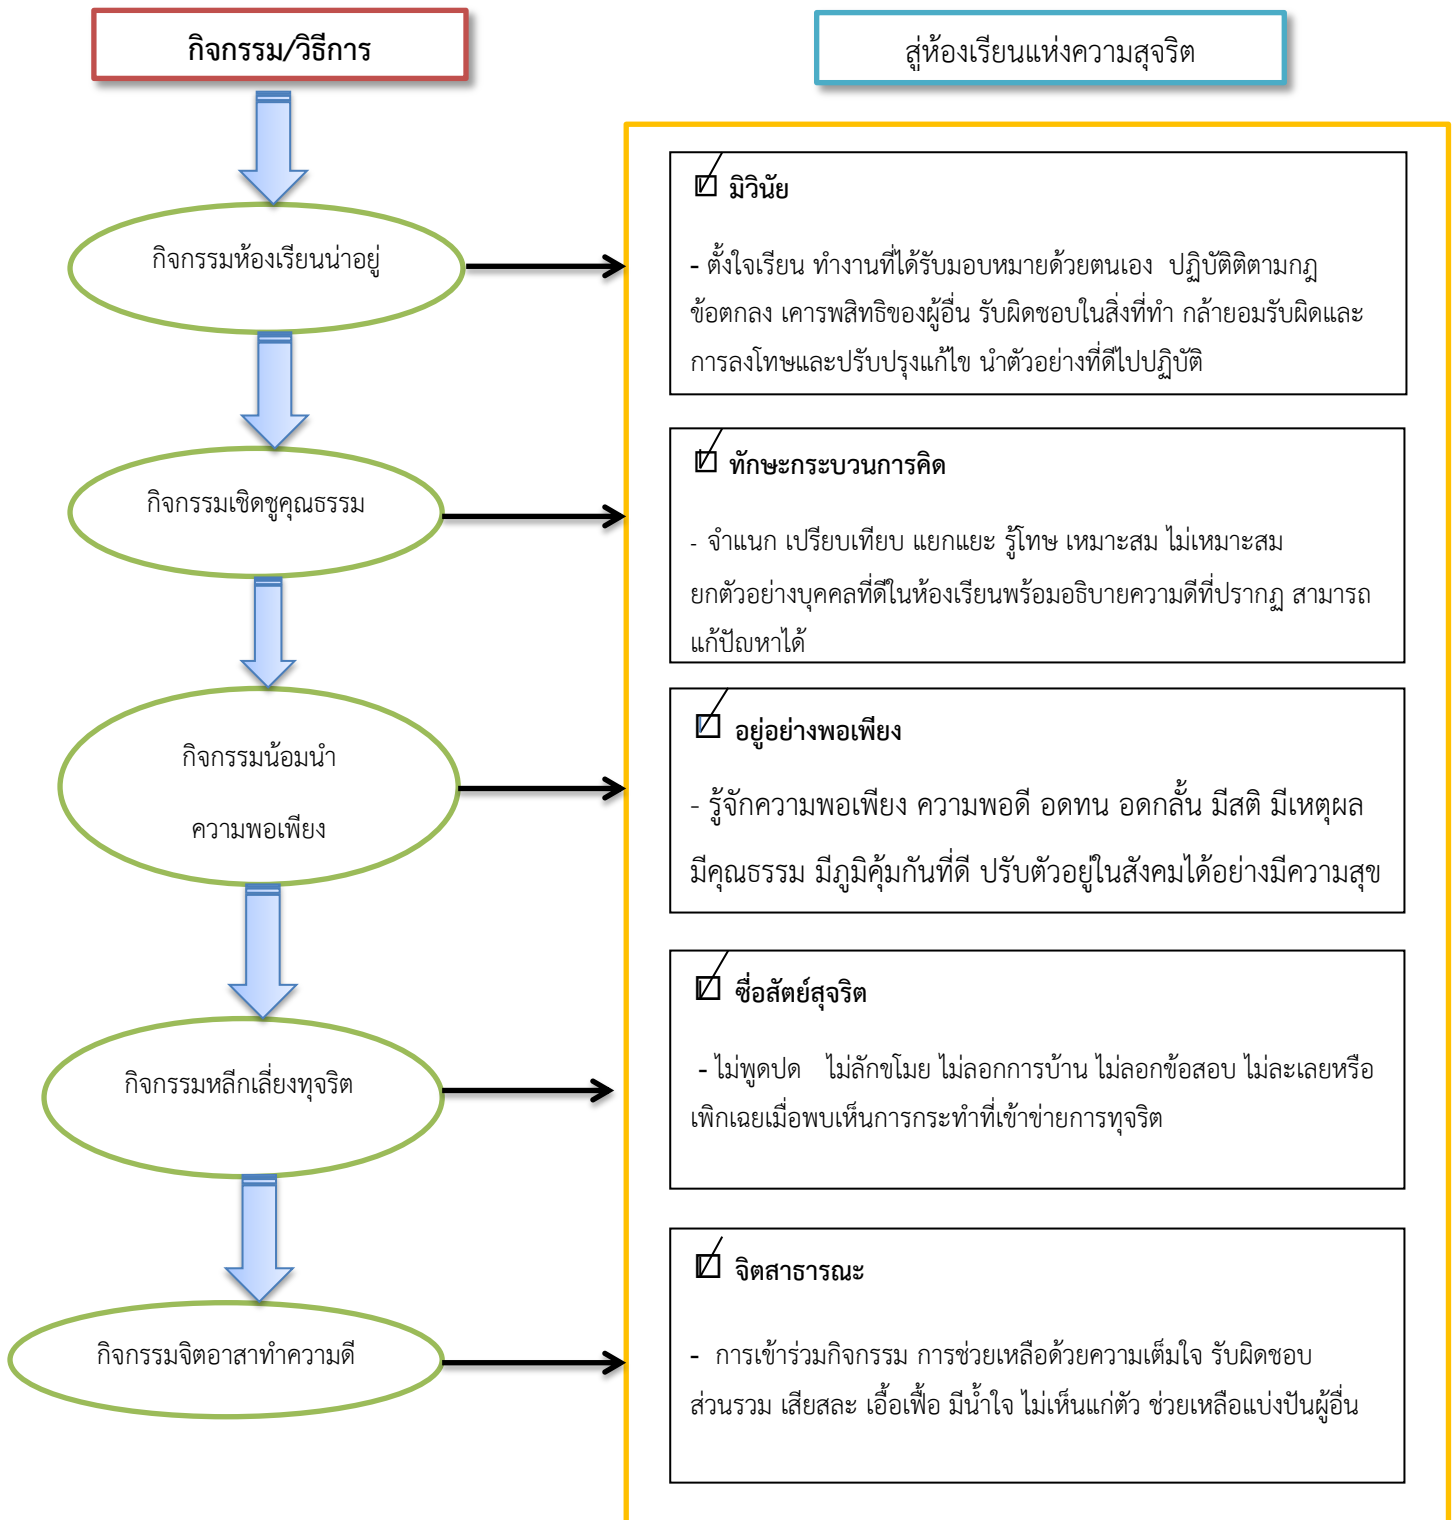 กิจกรรม/วิธีการ
สู่ห้องเรียนแห่งความสุจริต
กิจกรรมห้องเรียนน่าอยู่
มิวินัย
- ตั้งใจเรียน ทำงานที่ได้รับมอบหมายด้วยตนเอง ปฏิบัติติตามกฎ
ข้อตกลง เคารพสิทธิของผู้อื่น รับผิดชอบในสิ่งที่ทำ กล้ายอมรับผิดและ
การลงโทษและปรับปรุงแก้ไข นำตัวอย่างที่ดีไปปฏิบัติ
กิจกรรมเชิดชูคุณธรรม
ทักษะกระบวนการคิด
- จำแนก เปรียบเทียบ แยกแยะ รู้โทษ เหมาะสม ไม่เหมาะสม
ยกตัวอย่างบุคคลที่ดีในห้องเรียนพร้อมอธิบายความดีที่ปรากฏ สามารถ
แก้ปัญหาได้
กิจกรรมน้อมนำ
ความพอเพียง
อยู่อย่างพอเพียง
- รู้จักความพอเพียง ความพอดี อดทน อดกลั้น มีสติ มีเหตุผล
มีคุณธรรม มีภูมิคุ้มกันที่ดี ปรับตัวอยู่ในสังคมได้อย่างมีความสุข
กิจกรรมหลีกเลี่ยงทุจริต
ซื่อสัตย์สุจริต
- ไม่พูดปด ไม่ลักขโมย ไม่ลอกการบ้าน ไม่ลอกข้อสอบ ไม่ละเลยหรือ
เพิกเฉยเมื่อพบเห็นการกระทำที่เข้าข่ายการทุจริต
กิจกรรมจิตอาสาทำความดี
จิตสาธารณะ
- การเข้าร่วมกิจกรรม การช่วยเหลือด้วยความเต็มใจ รับผิดชอบ
ส่วนรวม เสียสละ เอื้อเฟื้อ มีน้ำใจ ไม่เห็นแก่ตัว ช่วยเหลือแบ่งปันผู้อื่น